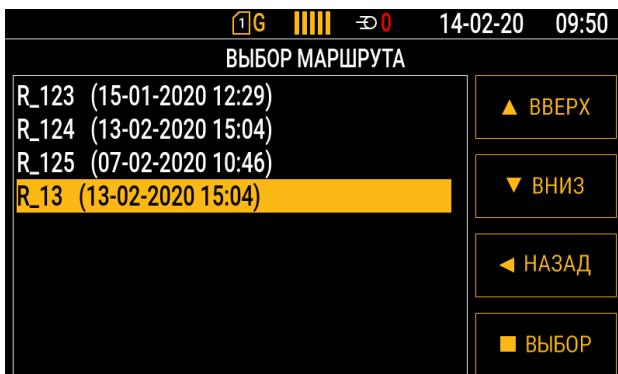 1 G 0 14-02-20 09:50
ВЫБОР МАРШРУТА
R_123 (15-01-2020 12:29)
R_124 (13-02-2020 15:04)
R_125 (07-02-2020 10:46)
R_13 (13-02-2020 15:04)
▲ ВВЕРХ
▼ ВНИЗ
◄ НАЗАД
■ ВЫБОР